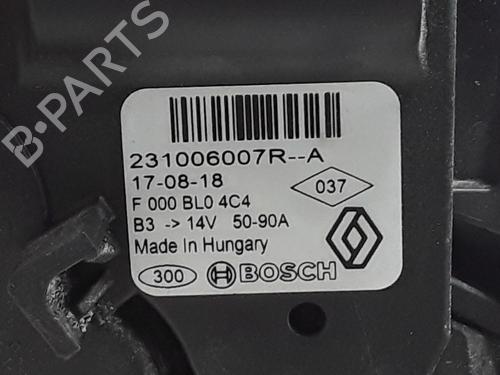 B-PARTS
231006007R--A
17-08-18
037
F 000 BL0 4C4
B3 -> 14V 50-90A
Made In Hungary
300 BOSCH